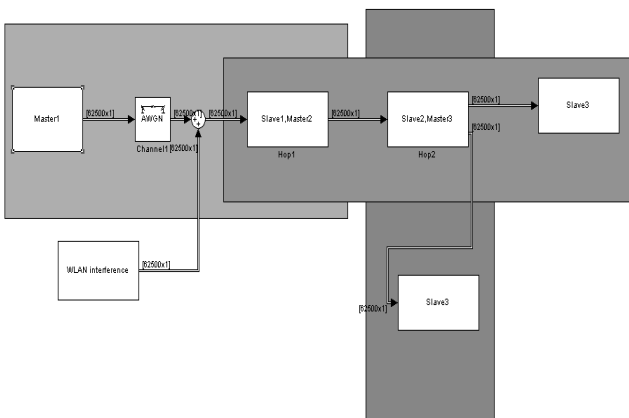 Master1
[62500x1]
AWGN
Channel1
[62500x1]
[62500x1]
[62500x1]
Slave1,Master2
Hop1
[62500x1]
Slave2,Master3
Hop2
[62500x1]
[62500x1]
Slave3
WLAN interference
[62500x1]
[62500x1]
Slave3